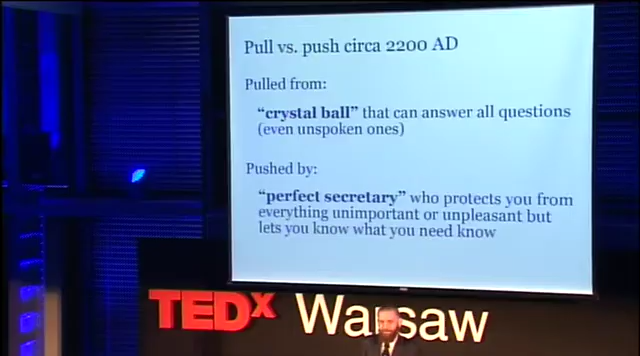 Pull vs. push circa 2200 AD
Pulled from:
“crystal ball” that can answer all questions
(even unspoken ones)
Pushed by:
“perfect secretary” who protects you from
everything unimportant or unpleasant but
lets you know what you need know
TEDx Warsaw